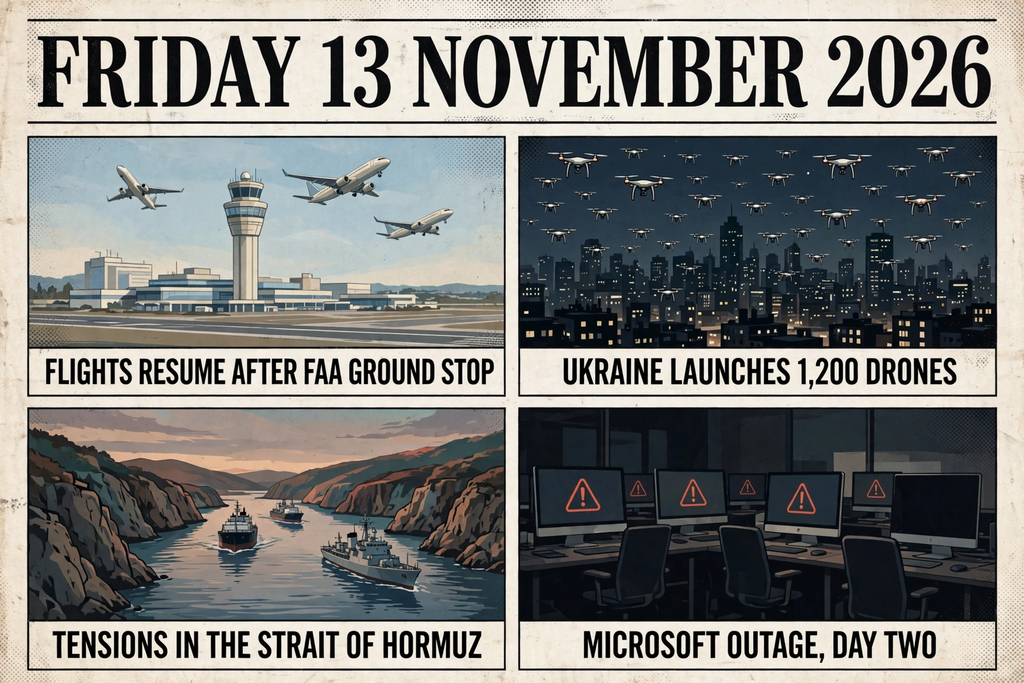 FRIDAY 13 NOVEMBER 2026
FLIGHTS RESUME AFTER FAA GROUND STOP
UKRAINE LAUNCHES 1,200 DRONES
TENSIONS IN THE STRAIT OF HORMUZ
MICROSOFT OUTAGE, DAY TWO